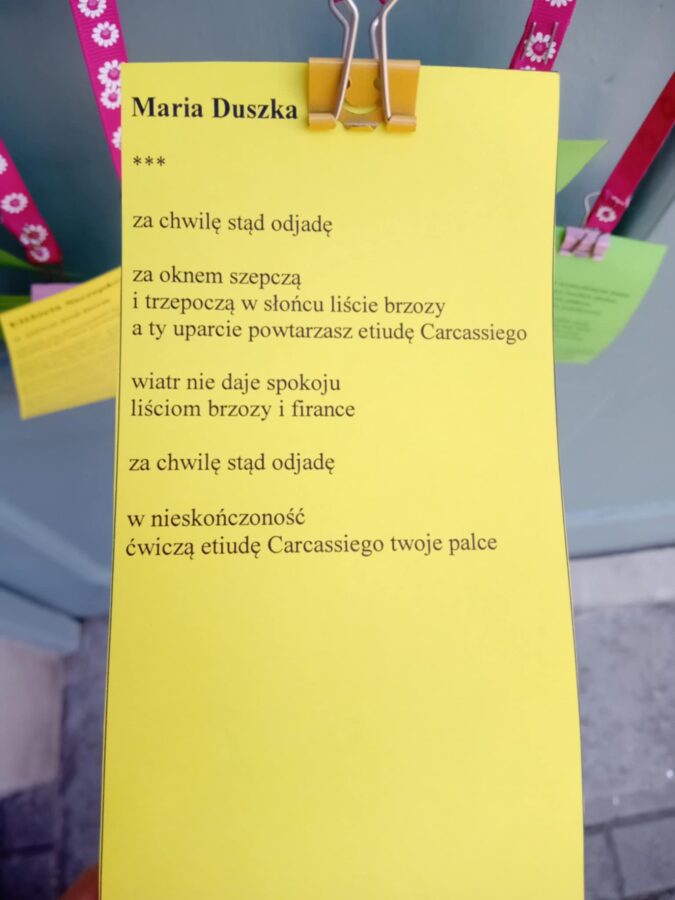 Maria Duszka
***
za chwilę stąd odjadę
za oknem szepczą
i trzepoczą w słońcu liście brzozy
a ty uparcie powtarzasz etiudę Carcassiego
wiatr nie daje spokoju
liściom brzozy i firance
za chwilę stąd odjadę
w nieskończoność
ćwiczą etiudę Carcassiego twoje palce